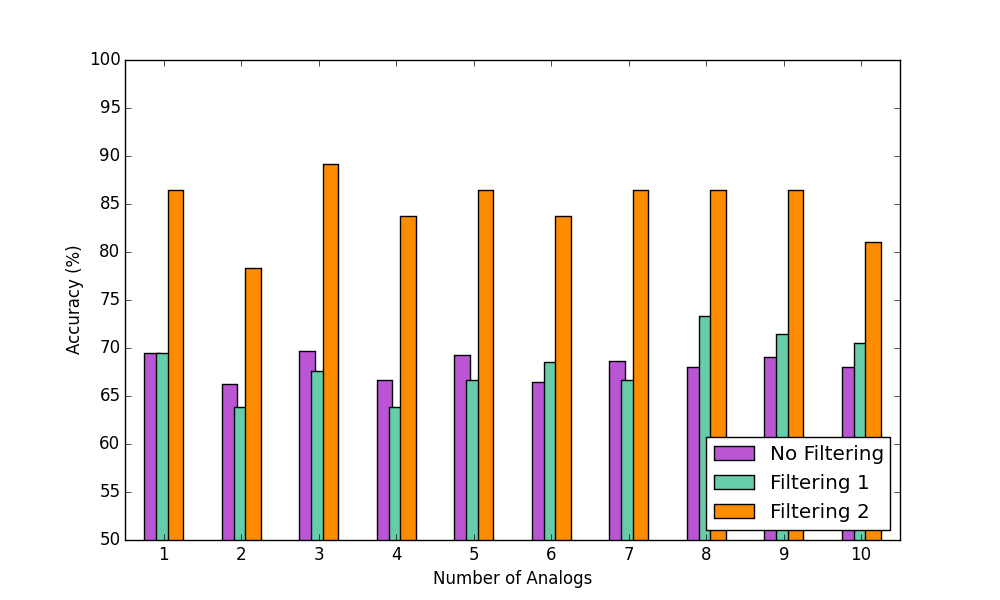 100
95
90
85
80
75
70
65
60
55
50
Accuracy (%)
No Filtering
Filtering 1
Filtering 2
1 2 3 4 5 6 7 8 9 10
Number of Analogs